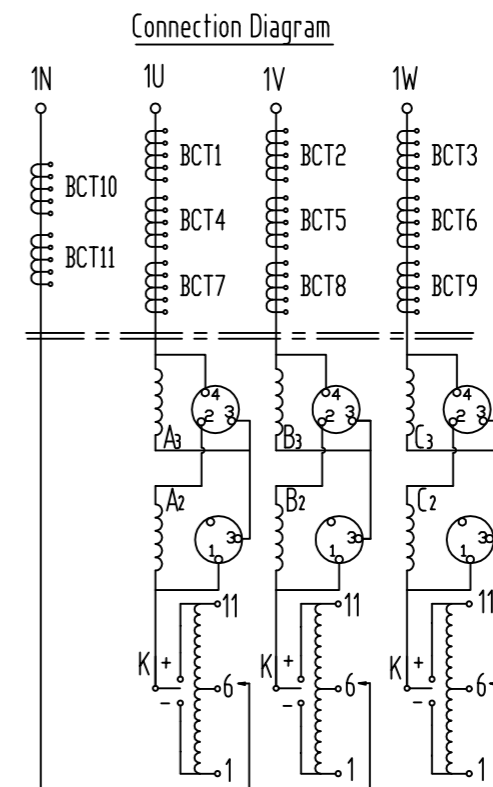 Connection Diagram
1N 1U 1V 1W
BCT1 BCT2 BCT3
BCT10
BCT4 BCT5 BCT6
BCT11
BCT7 BCT8 BCT9
4 4 4
2 3 2 3 2 3
A3 B3 C3
A2 B2 C2
3 3 3
1 1 1
11 11 11
K + K + K +
6 6 6
- - -
1 1 1